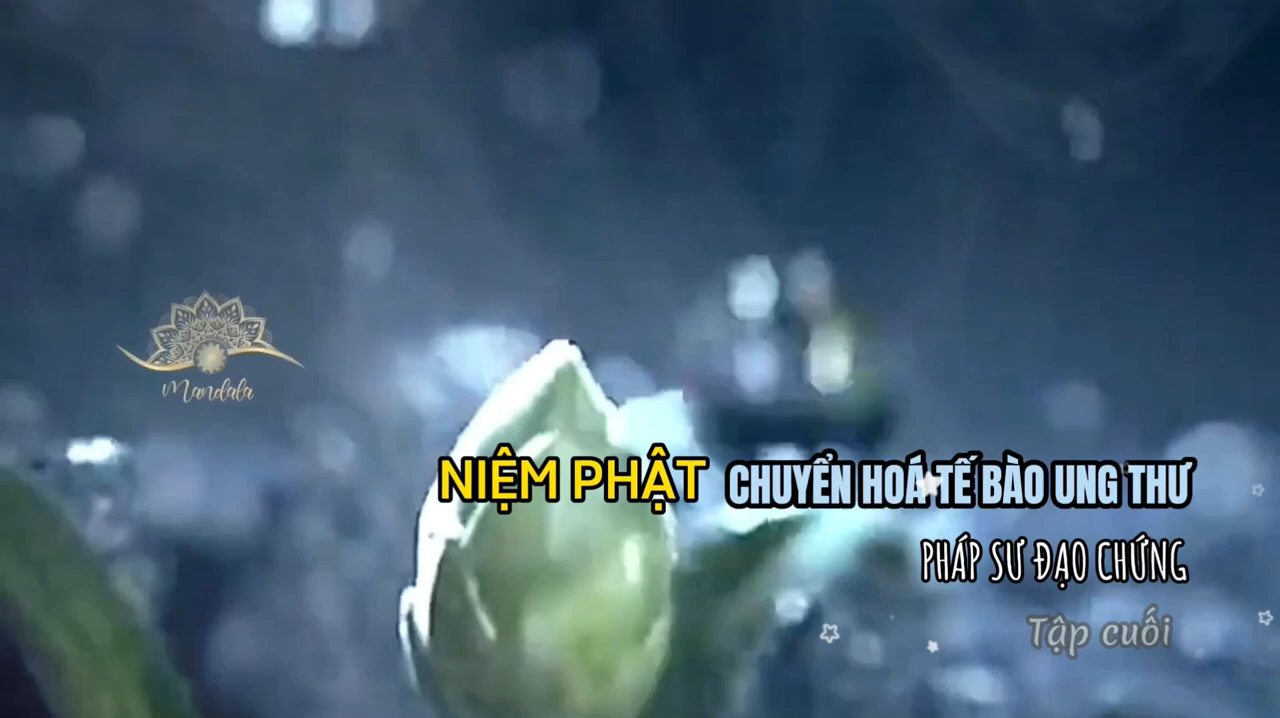 Mandala
NIỆM PHẬT CHUYỂN HOÁ TẾ BÀO UNG THƯ
PHÁP SƯ ĐẠO CHỨNG
Tập cuối